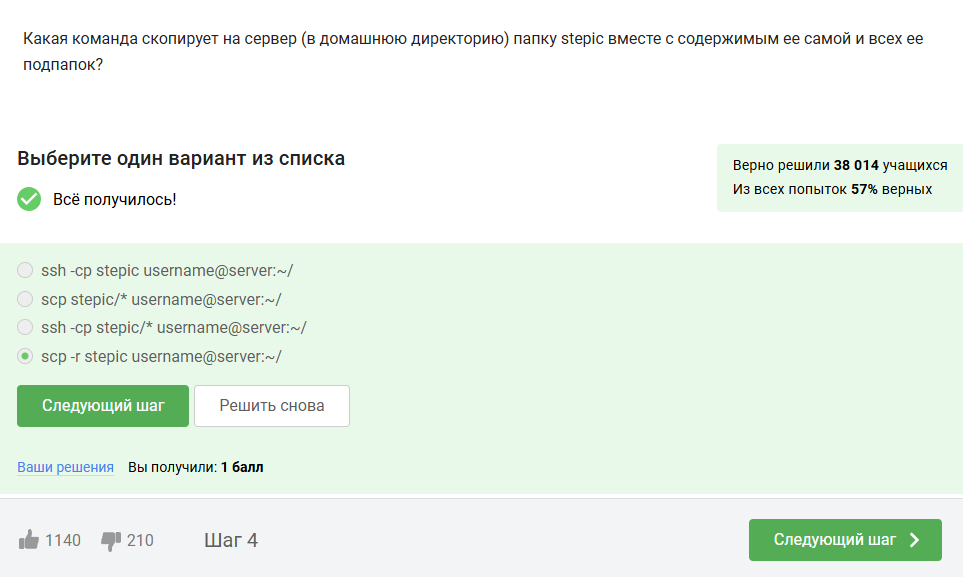 Какая команда скопирует на сервер (в домашнюю директорию) папку stepic вместе с содержимым ее самой и всех ее
подпапок?
Выберите один вариант из списка
Всё получилось!
Верно решили 38 014 учащихся
Из всех попыток 57% верных
ssh -cp stepic username@server:~/
scp stepic/* username@server:~/
ssh -cp stepic/* username@server:~/
scp -r stepic username@server:~/
Следующий шаг
Решить снова
Ваши решения Вы получили: 1 балл
1140 210 Шаг 4
Следующий шаг